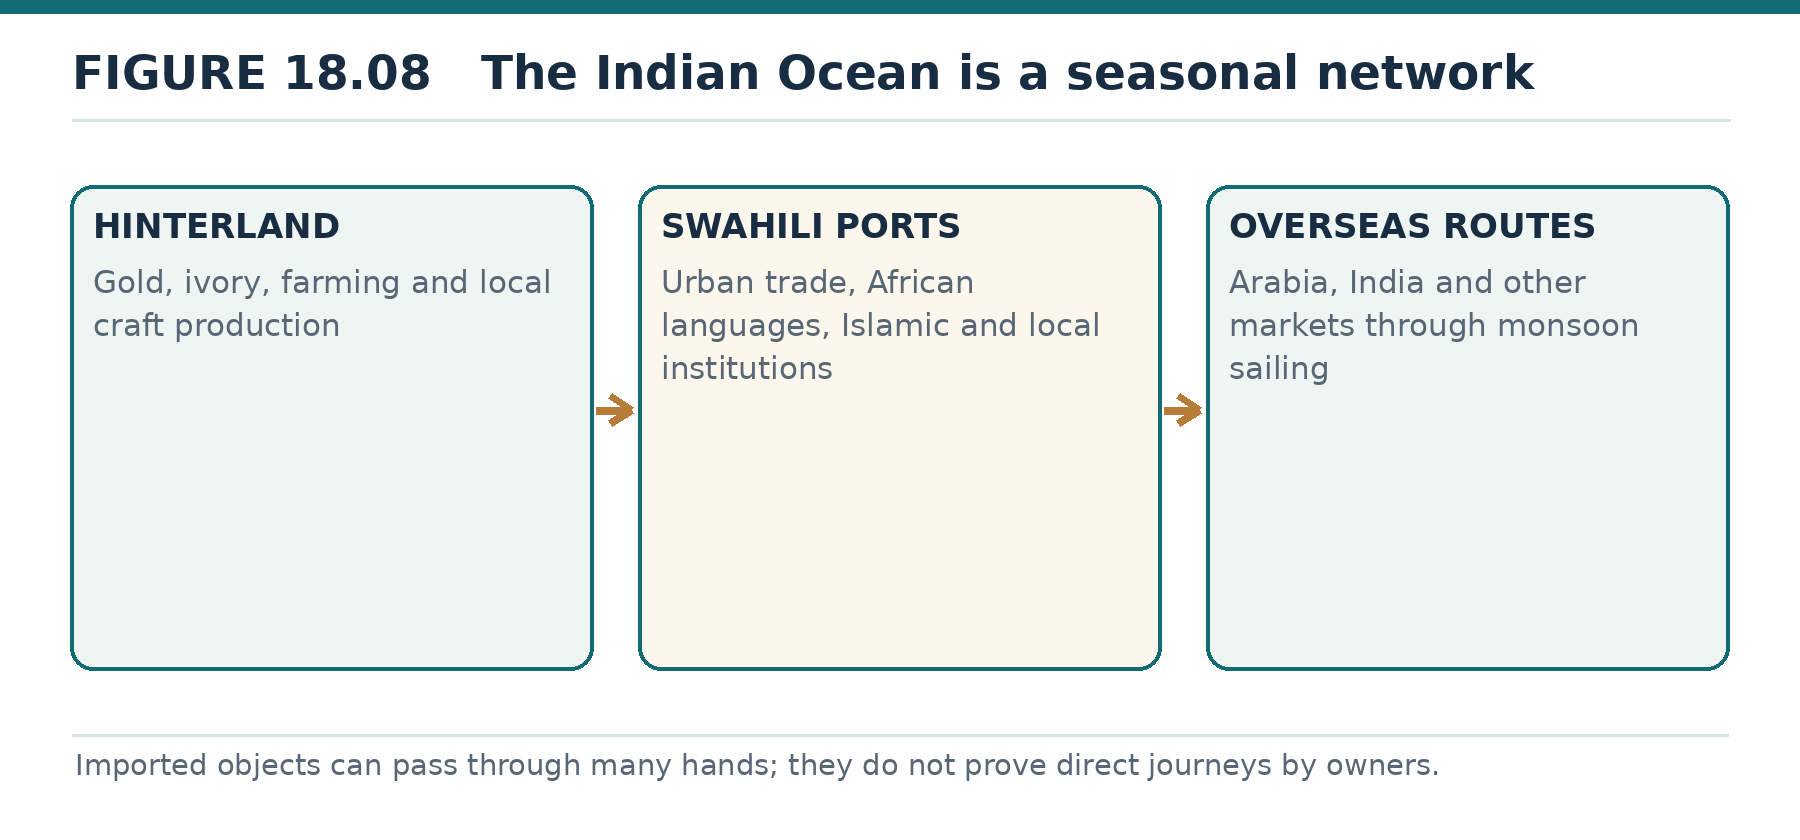 FIGURE 18.08 The Indian Ocean is a seasonal network
HINTERLAND
Gold, ivory, farming and local
craft production
SWAHILI PORTS
Urban trade, African
languages, Islamic and local
institutions
OVERSEAS ROUTES
Arabia, India and other
markets through monsoon
sailing
Imported objects can pass through many hands; they do not prove direct journeys by owners.